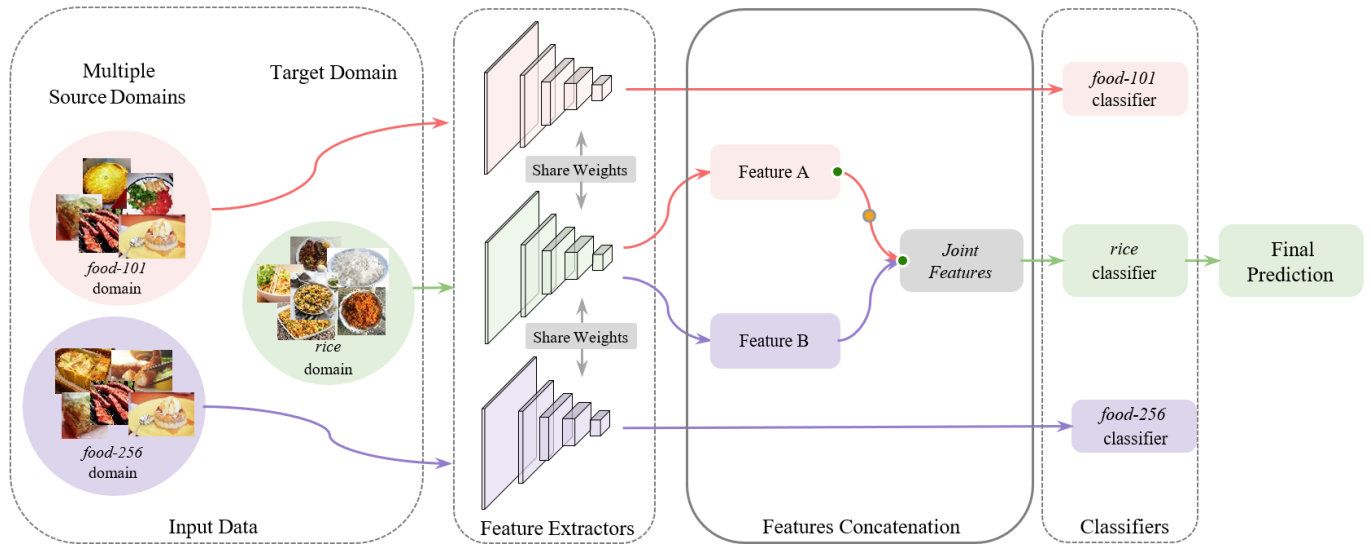 Multiple
Source Domains
Target Domain
food-101
domain
rice
domain
food-256
domain
Input Data
Share Weights
Share Weights
Feature Extractors
Feature A
Feature B
Joint
Features
Features Concatenation
food-101
classifier
rice
classifier
food-256
classifier
Classifiers
Final
Prediction